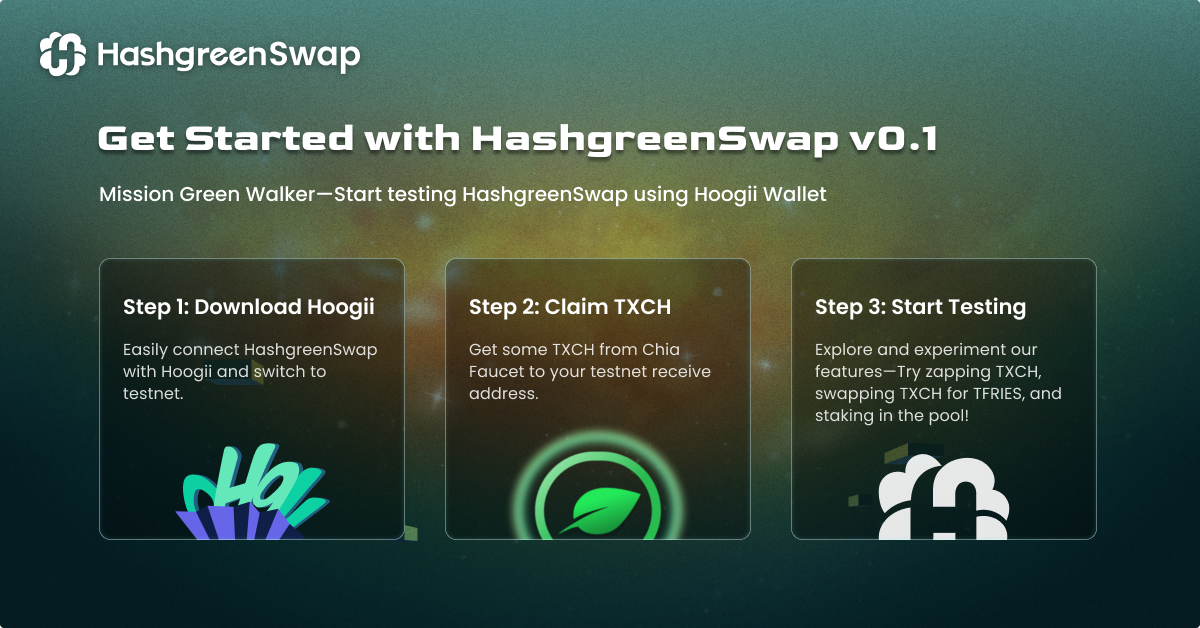 HashgreenSwap
Get Started with HashgreenSwap v0.1
Mission Green Walker—Start testing HashgreenSwap using Hoogii Wallet
Step 1: Download Hoogii
Easily connect HashgreenSwap
with Hoogii and switch to
testnet.
Step 2: Claim TXCH
Get some TXCH from Chia
Faucet to your testnet receive
address.
Step 3: Start Testing
Explore and experiment our
features—Try zapping TXCH,
swapping TXCH for TFRIES, and
staking in the pool!